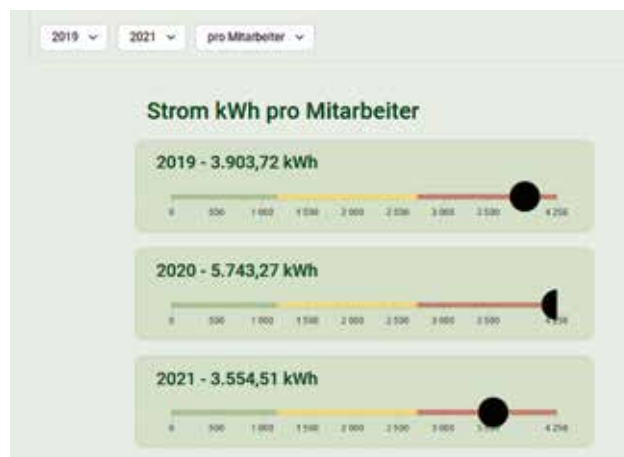 2019 2021 pro Mitarbeiter
Strom kWh pro Mitarbeiter
2019 - 3.903,72 kWh
0 500 1 000 1 500 2 000 2 500 3 000 3 500 4 250
2020 - 5.743,27 kWh
0 500 1 000 1 500 2 000 2 500 3 000 3 500 4 250
2021 - 3.554,51 kWh
0 500 1 000 1 500 2 000 2 500 3 000 4 250